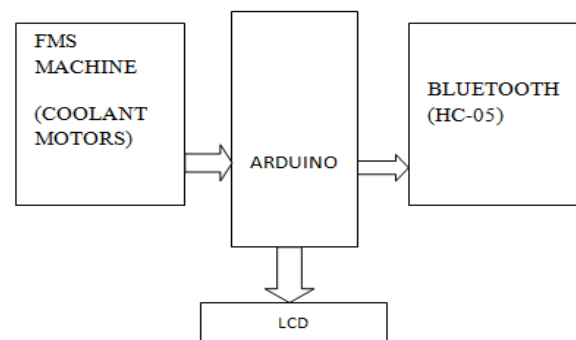 FMS
MACHINE
(COOLANT
MOTORS)
ARDUINO
BLUETOOTH
(HC-05)
LCD